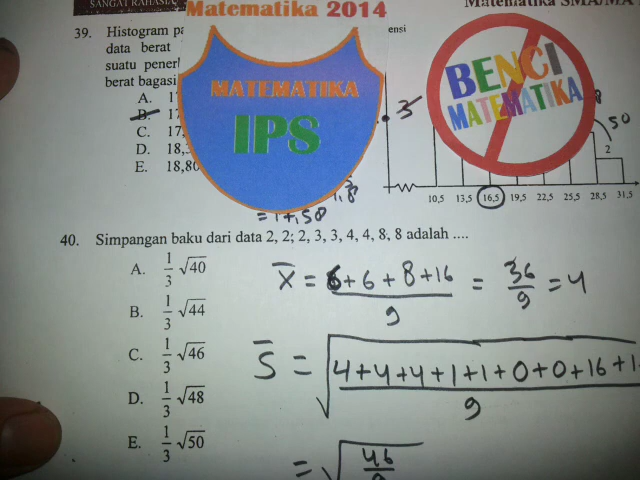 SANGAT RAHASIA
Matematika 2014
Matematika SMA/MA
39. Histogram
data berat
suatu
berat bagasi
A.
B. 17
C. 17,
D. 18,
E. 18,80
ensi
MATEMATIKA
IPS
BENCI
MATEMATIKA
50
2
10,5 13,5 16,5 19,5 22,5 25,5 28,5 31,5
= 17,58
40. Simpangan baku dari data 2, 2; 2, 3, 3, 4, 4, 8, 8 adalah ....
A. 1/3 √40
B. 1/3 √44
C. 1/3 √46
D. 1/3 √48
E. 1/3 √50
x̄ = 6+6+8+16 / 9 = 36/9 = 4
S̄ = √(4+4+4+1+1+0+0+16+1 / 9
= √(46